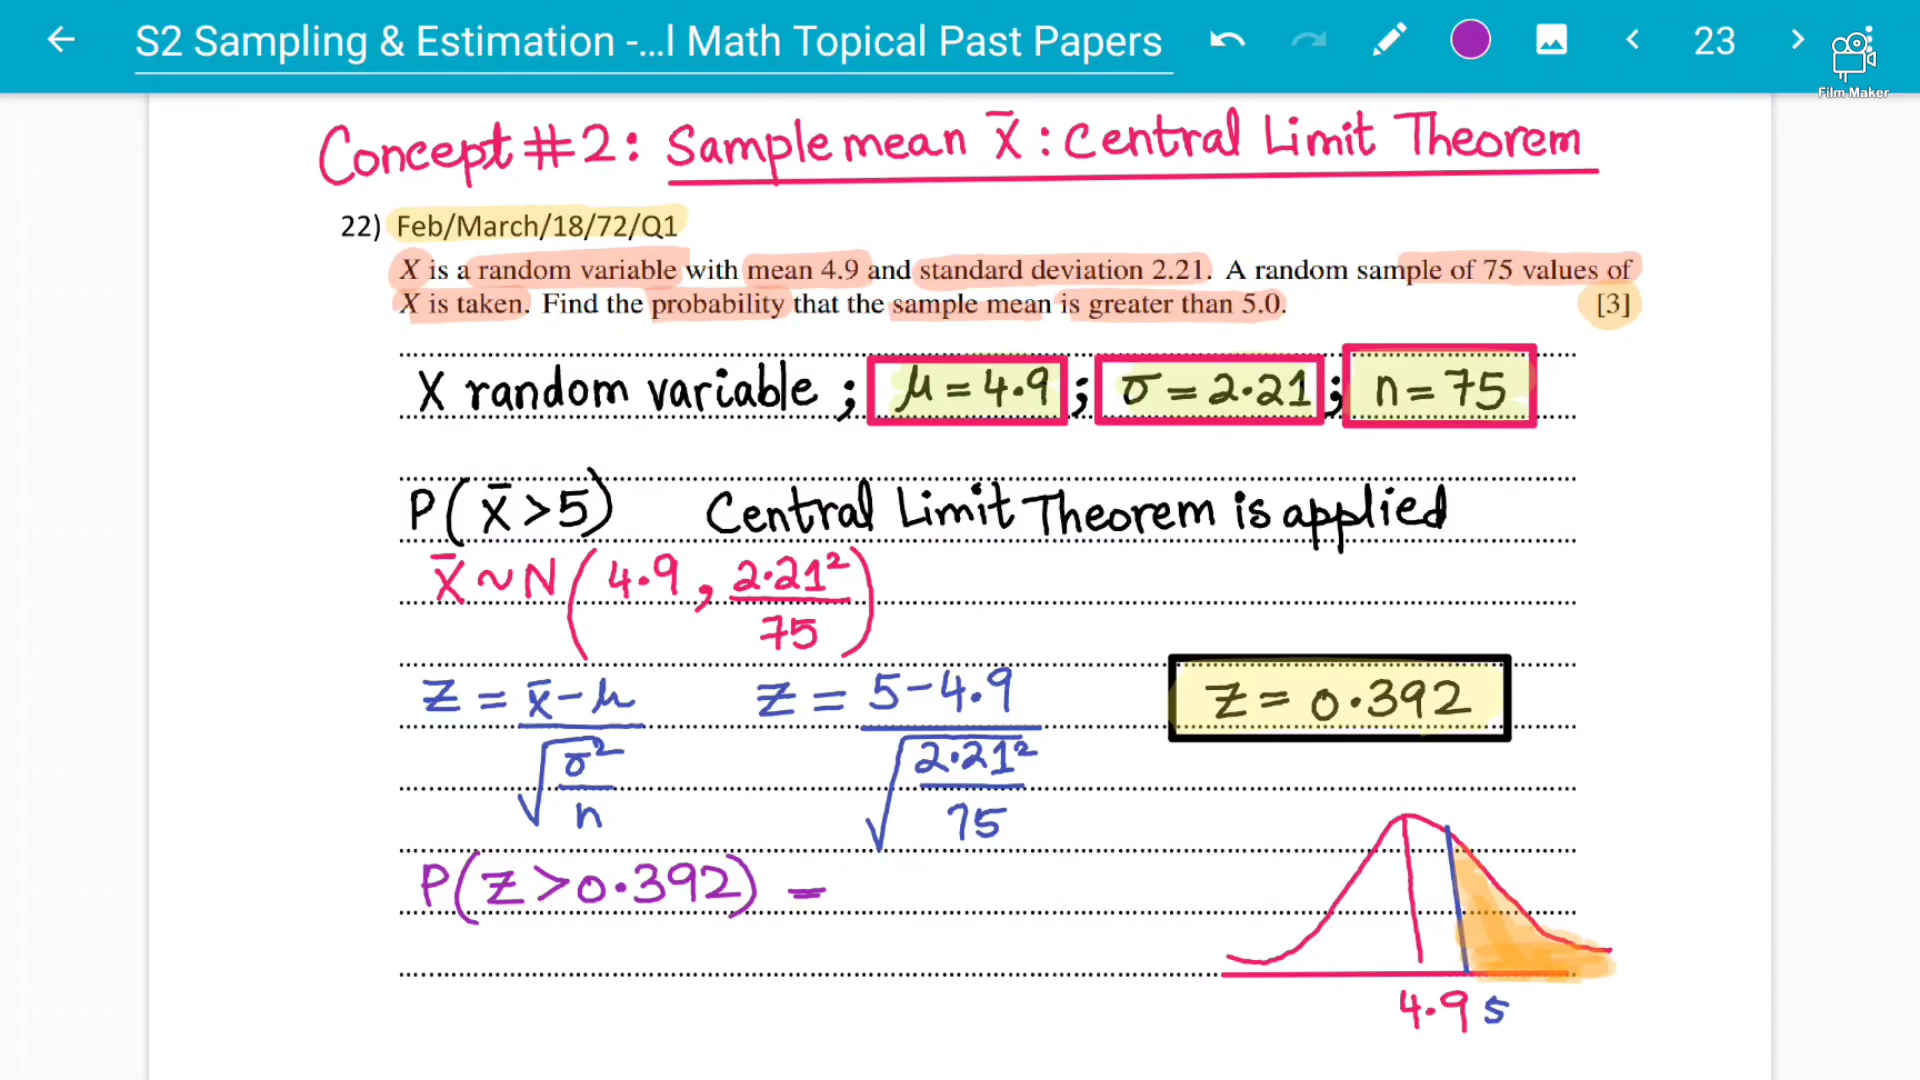 S2 Sampling & Estimation -...l Math Topical Past Papers 23
Film Maker
Concept #2: Sample mean X̄ : Central Limit Theorem
22) Feb/March/18/72/Q1
X is a random variable with mean 4.9 and standard deviation 2.21. A random sample of 75 values of
X is taken. Find the probability that the sample mean is greater than 5.0. [3]
X random variable ; μ = 4.9 ; σ = 2.21 ; n = 75
P( x̄ > 5) Central Limit Theorem is applied
X̄ ~ N ( 4.9 , 2.21²
75 )
Z = x̄ - μ Z = 5 - 4.9 Z = 0.392
√ σ² 2.21²
n 75
P(Z > 0.392) =
4.9 5